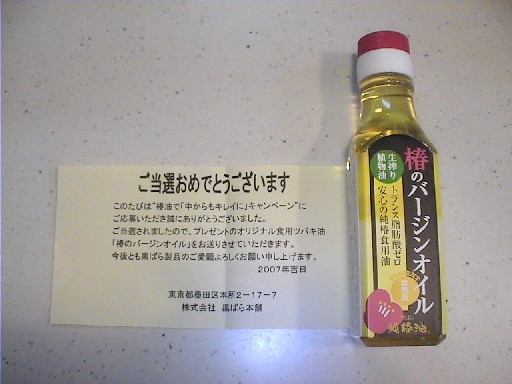 ご当選おめでとうございます
このたびは"椿油で「中からもキレイに」キャンペーン"に
ご応募いただき誠にありがとうございました。
ご当選されましたので、プレゼントのオリジナル食用ツバキ油
「椿のバージンオイル」をお送りさせていただきます。
今後とも黒ばら製品のご愛顧よろしくお願い申し上げます。
2007年吉日
東京都墨田区本所2-17-7
株式会社 黒ばら本舗
椿のバージンオイル
生搾り
植物油
トランス脂肪酸ゼロ
安心の純椿食用油
純椿油